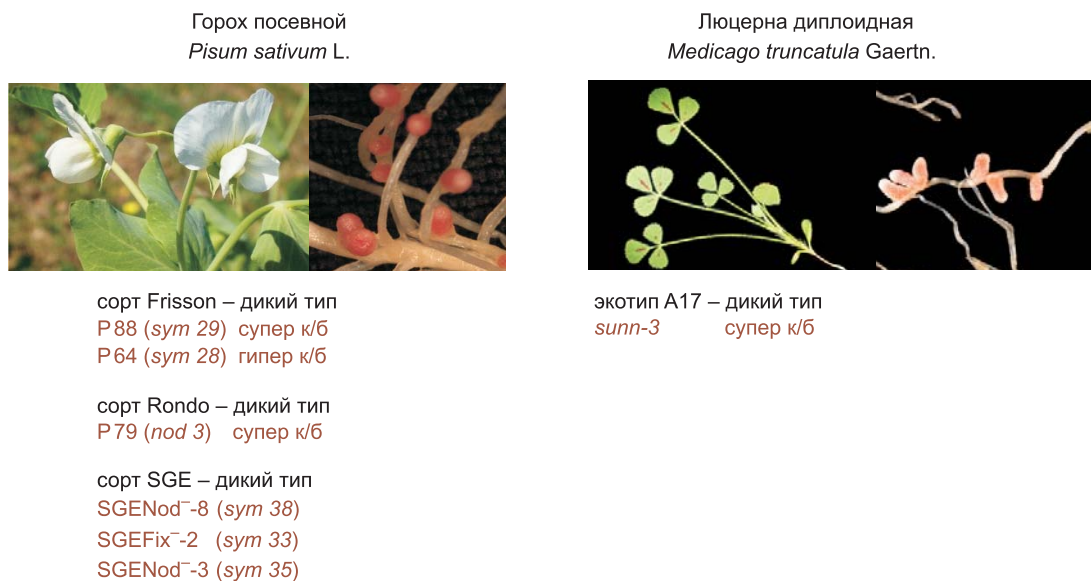 Горох посевной
Pisum sativum L.
сорт Frisson – дикий тип
P 88 (sym 29) супер к/б
P 64 (sym 28) гипер к/б
сорт Rondo – дикий тип
P 79 (nod 3) супер к/б
сорт SGE – дикий тип
SGENod⁻-8 (sym 38)
SGEFix⁻-2 (sym 33)
SGENod⁻-3 (sym 35)
Люцерна диплоидная
Medicago truncatula Gaertn.
экотип A17 – дикий тип
sunn-3 супер к/б